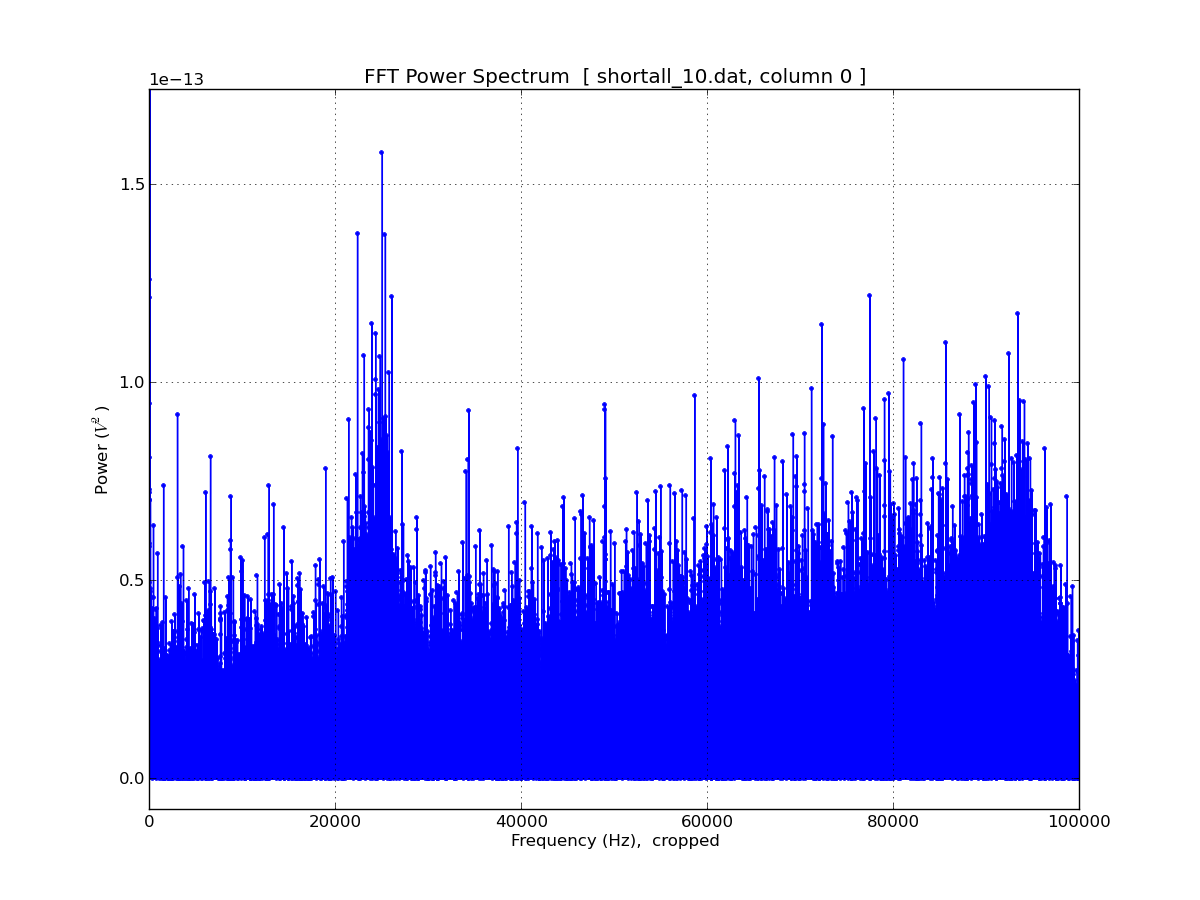 FFT Power Spectrum [ shortall_10.dat, column 0 ]
1e−13
1.5
1.0
0.5
0.0
Power (V²)
0 20000 40000 60000 80000 100000
Frequency (Hz), cropped